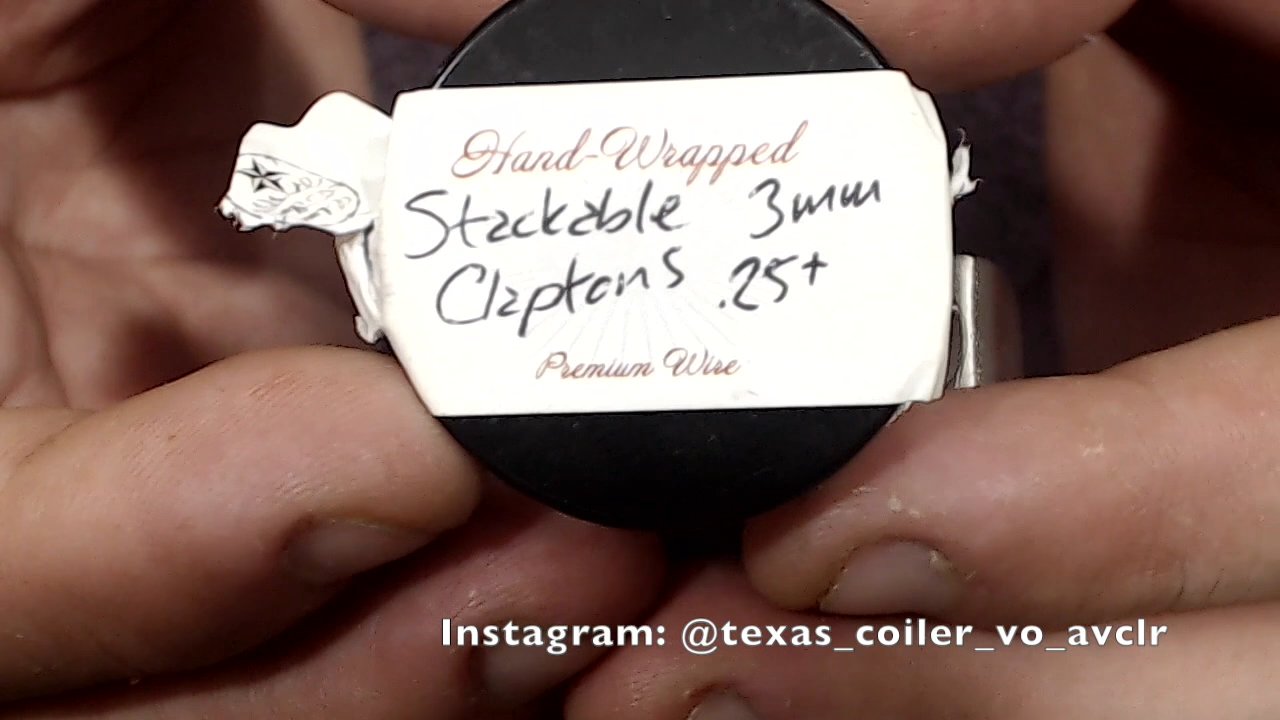 Hand-Wrapped
Stackable 3mm
Claptons .25+
Premium Wire
Instagram: @texas_coiler_vo_avclr